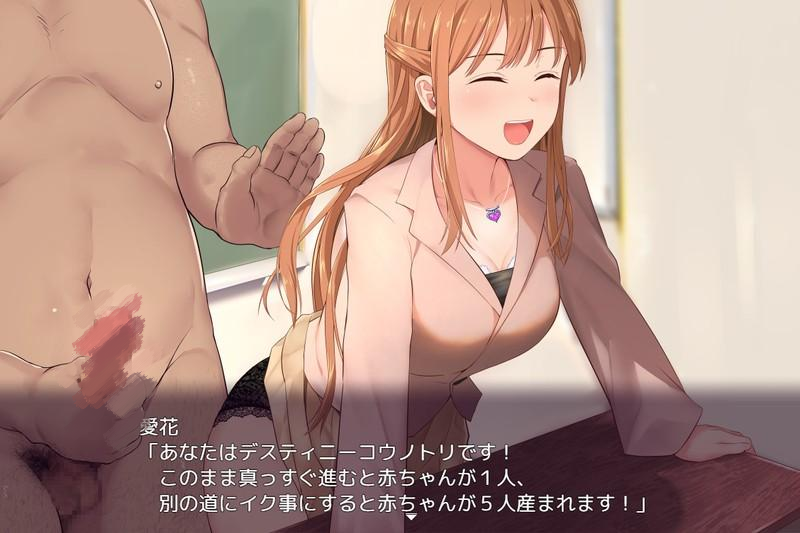 愛花
「あなたはデスティニーコウノトリです！
このまま真っすぐ進むと赤ちゃんが１人、
別の道にイク事にすると赤ちゃんが５人産まれます！」